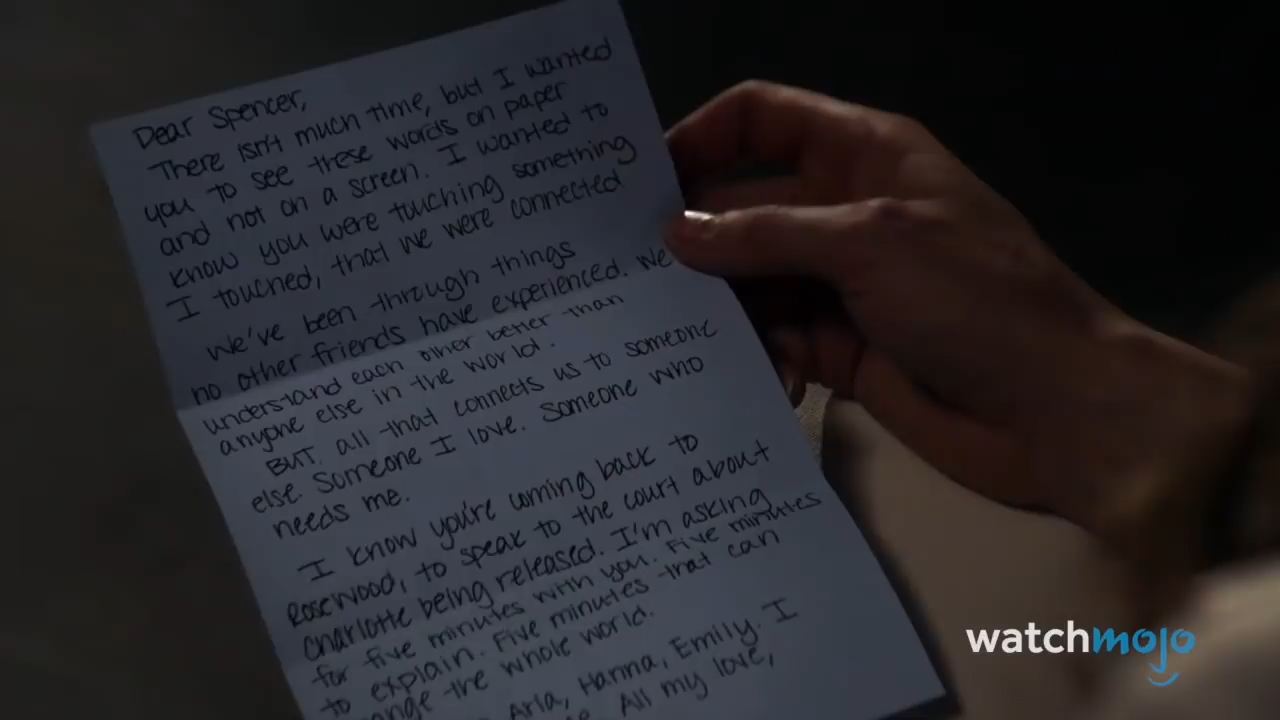 Dear Spencer,
There isn't much time, but I wanted
you to see these words on paper
and not on a screen. I wanted to
know you were touching something
I touched, that we were connected
We've been through things
no other friends have experienced. We
understand each other better than
anyone else in the world.
BUT, all that connects us to someone
else. Someone I love. Someone who
needs me.
I know you're coming back to
Rosewood, to speak to the court about
Charlotte being released. I'm asking
for five minutes with you. Five minutes
to explain. Five minutes that can
the whole world.
Aria, Hanna, Emily. I
All my love,
watchmojo